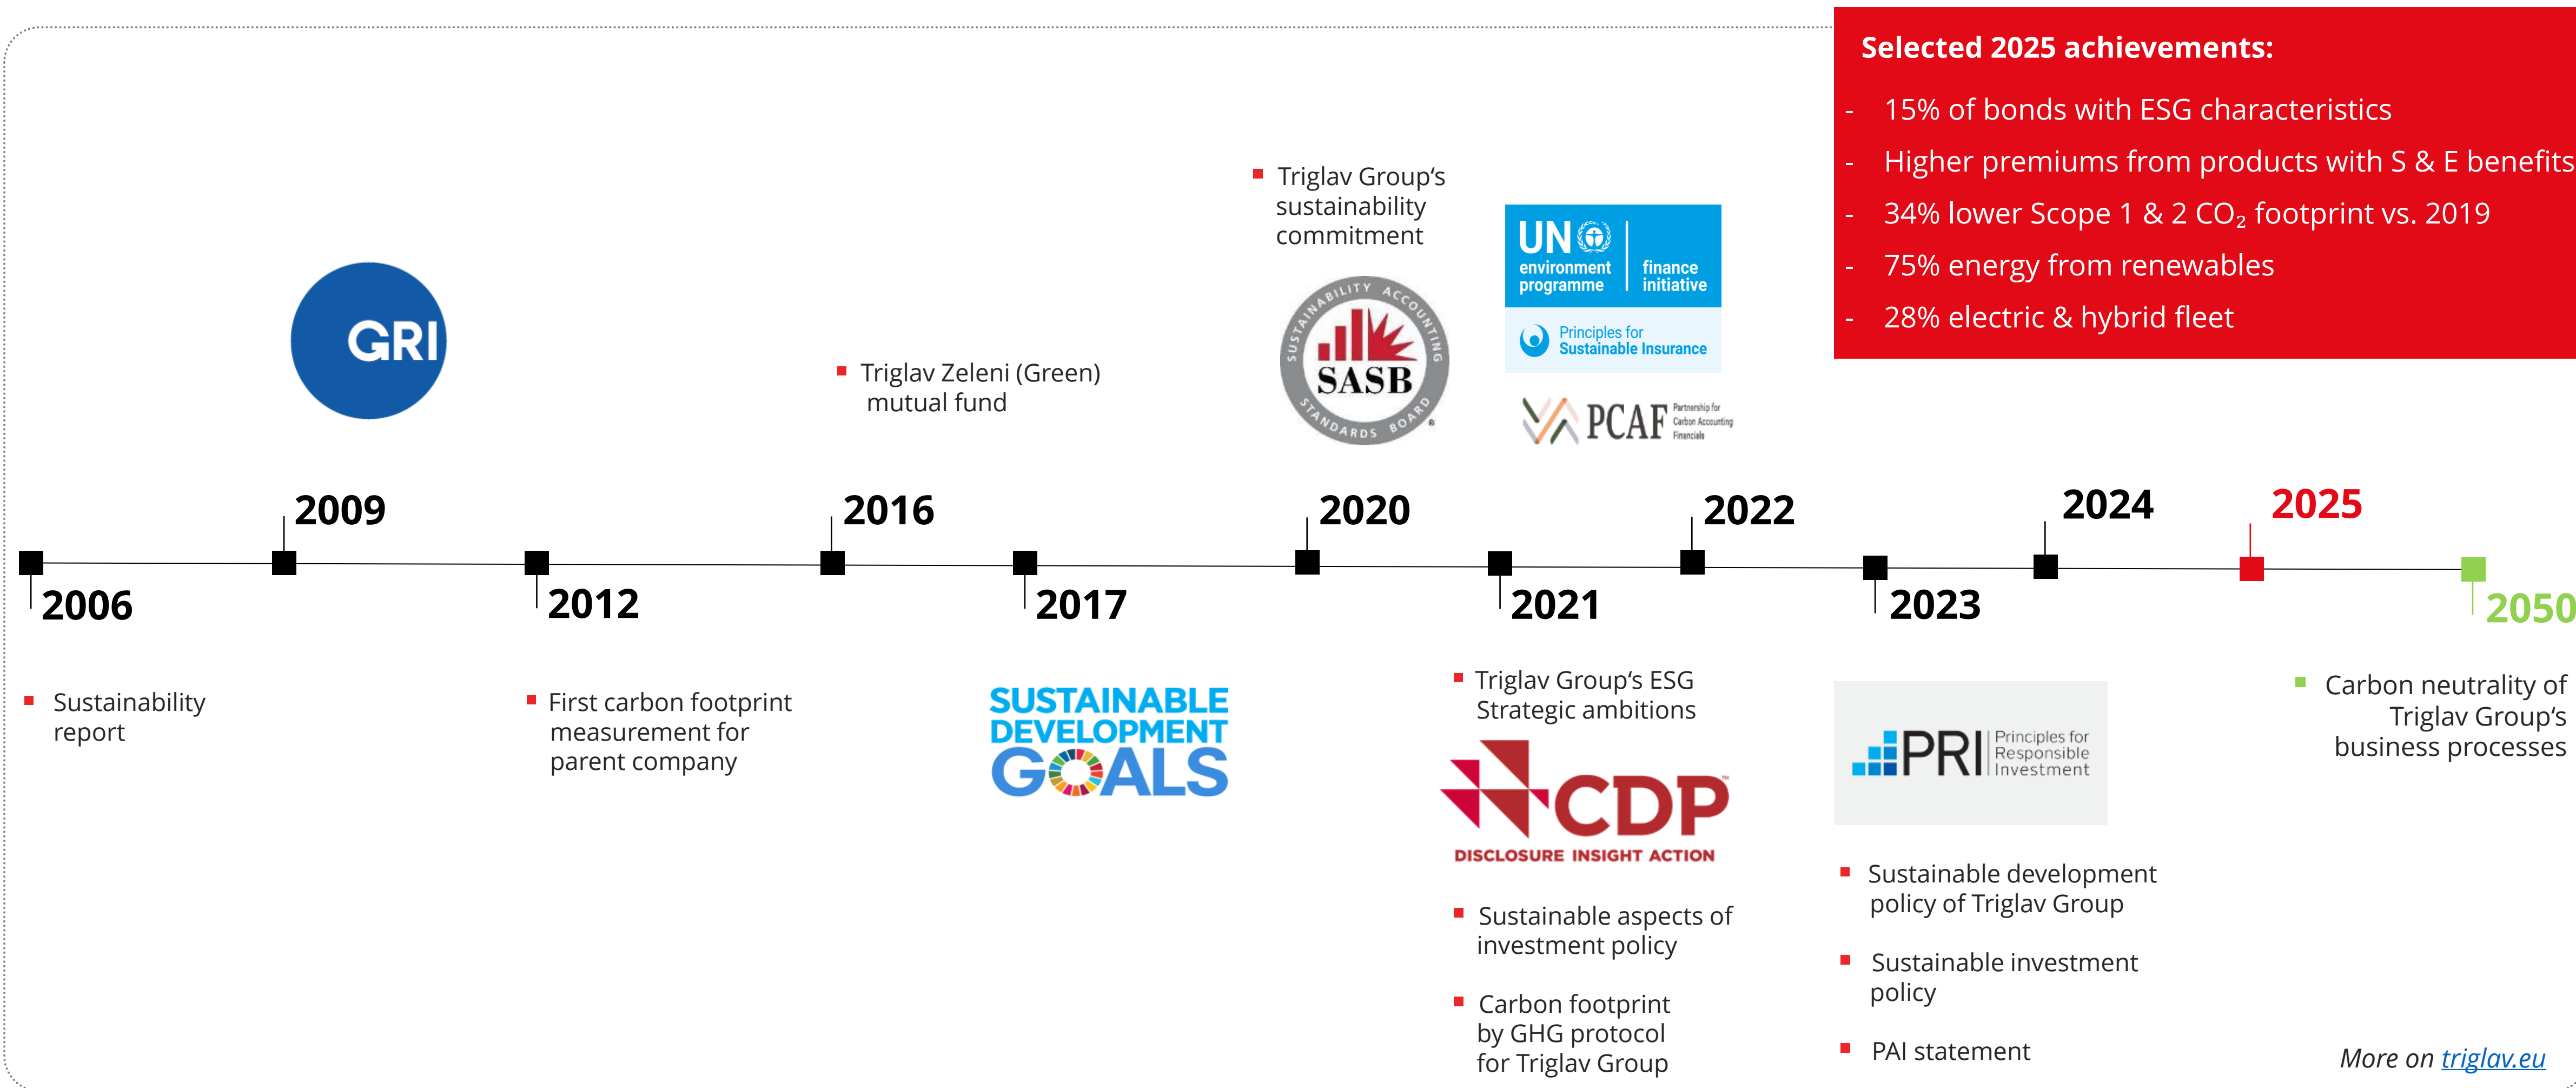 Selected 2025 achievements:
- 15% of bonds with ESG characteristics
- Higher premiums from products with S & E benefits
- 34% lower Scope 1 & 2 CO₂ footprint vs. 2019
- 75% energy from renewables
- 28% electric & hybrid fleet
GRI
▪ Triglav Zeleni (Green)
mutual fund
▪ Triglav Group‘s
sustainability
commitment
SUSTAINABILITY ACCOUNTING
SASB
STANDARDS BOARD
®
UN
environment
programme
finance
initiative
Principles for
Sustainable Insurance
PCAF
Partnership for
Carbon Accounting
Financials
2009
2016
2020
2022
2024
2025
2006
2012
2017
2021
2023
2050
▪ Sustainability
report
▪ First carbon footprint
measurement for
parent company
SUSTAINABLE
DEVELOPMENT
GOALS
▪ Triglav Group‘s ESG
Strategic ambitions
CDP™
DISCLOSURE INSIGHT ACTION
▪ Sustainable aspects of
investment policy
▪ Carbon footprint
by GHG protocol
for Triglav Group
PRI
Principles for
Responsible
Investment
▪ Sustainable development
policy of Triglav Group
▪ Sustainable investment
policy
▪ PAI statement
▪ Carbon neutrality of
Triglav Group‘s
business processes
More on triglav.eu